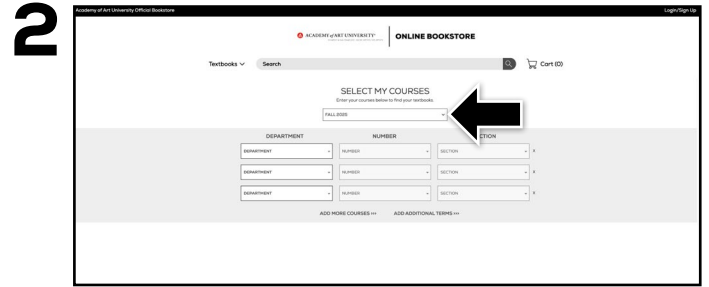 2
Academy of Art University Official Bookstore Login/Sign Up
ACADEMY of ART UNIVERSITY ONLINE BOOKSTORE
Textbooks Search Cart (0)
SELECT MY COURSES
Enter your courses below to find your textbooks.
FALL 2025
DEPARTMENT NUMBER CTION
DEPARTMENT NUMBER SECTION X
DEPARTMENT NUMBER SECTION X
DEPARTMENT NUMBER SECTION X
ADD MORE COURSES >>> ADD ADDITIONAL TERMS >>>